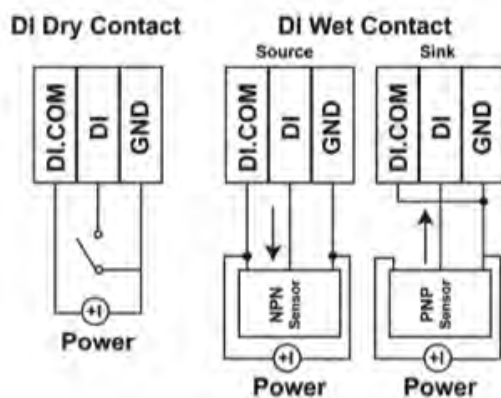 DI Dry Contact
DI Wet Contact
Source
Sink
DI.COM
DI
GND
DI.COM
DI
GND
DI.COM
DI
GND
NPN
Sensor
PNP
Sensor
+I
Power
+I
Power
+I
Power